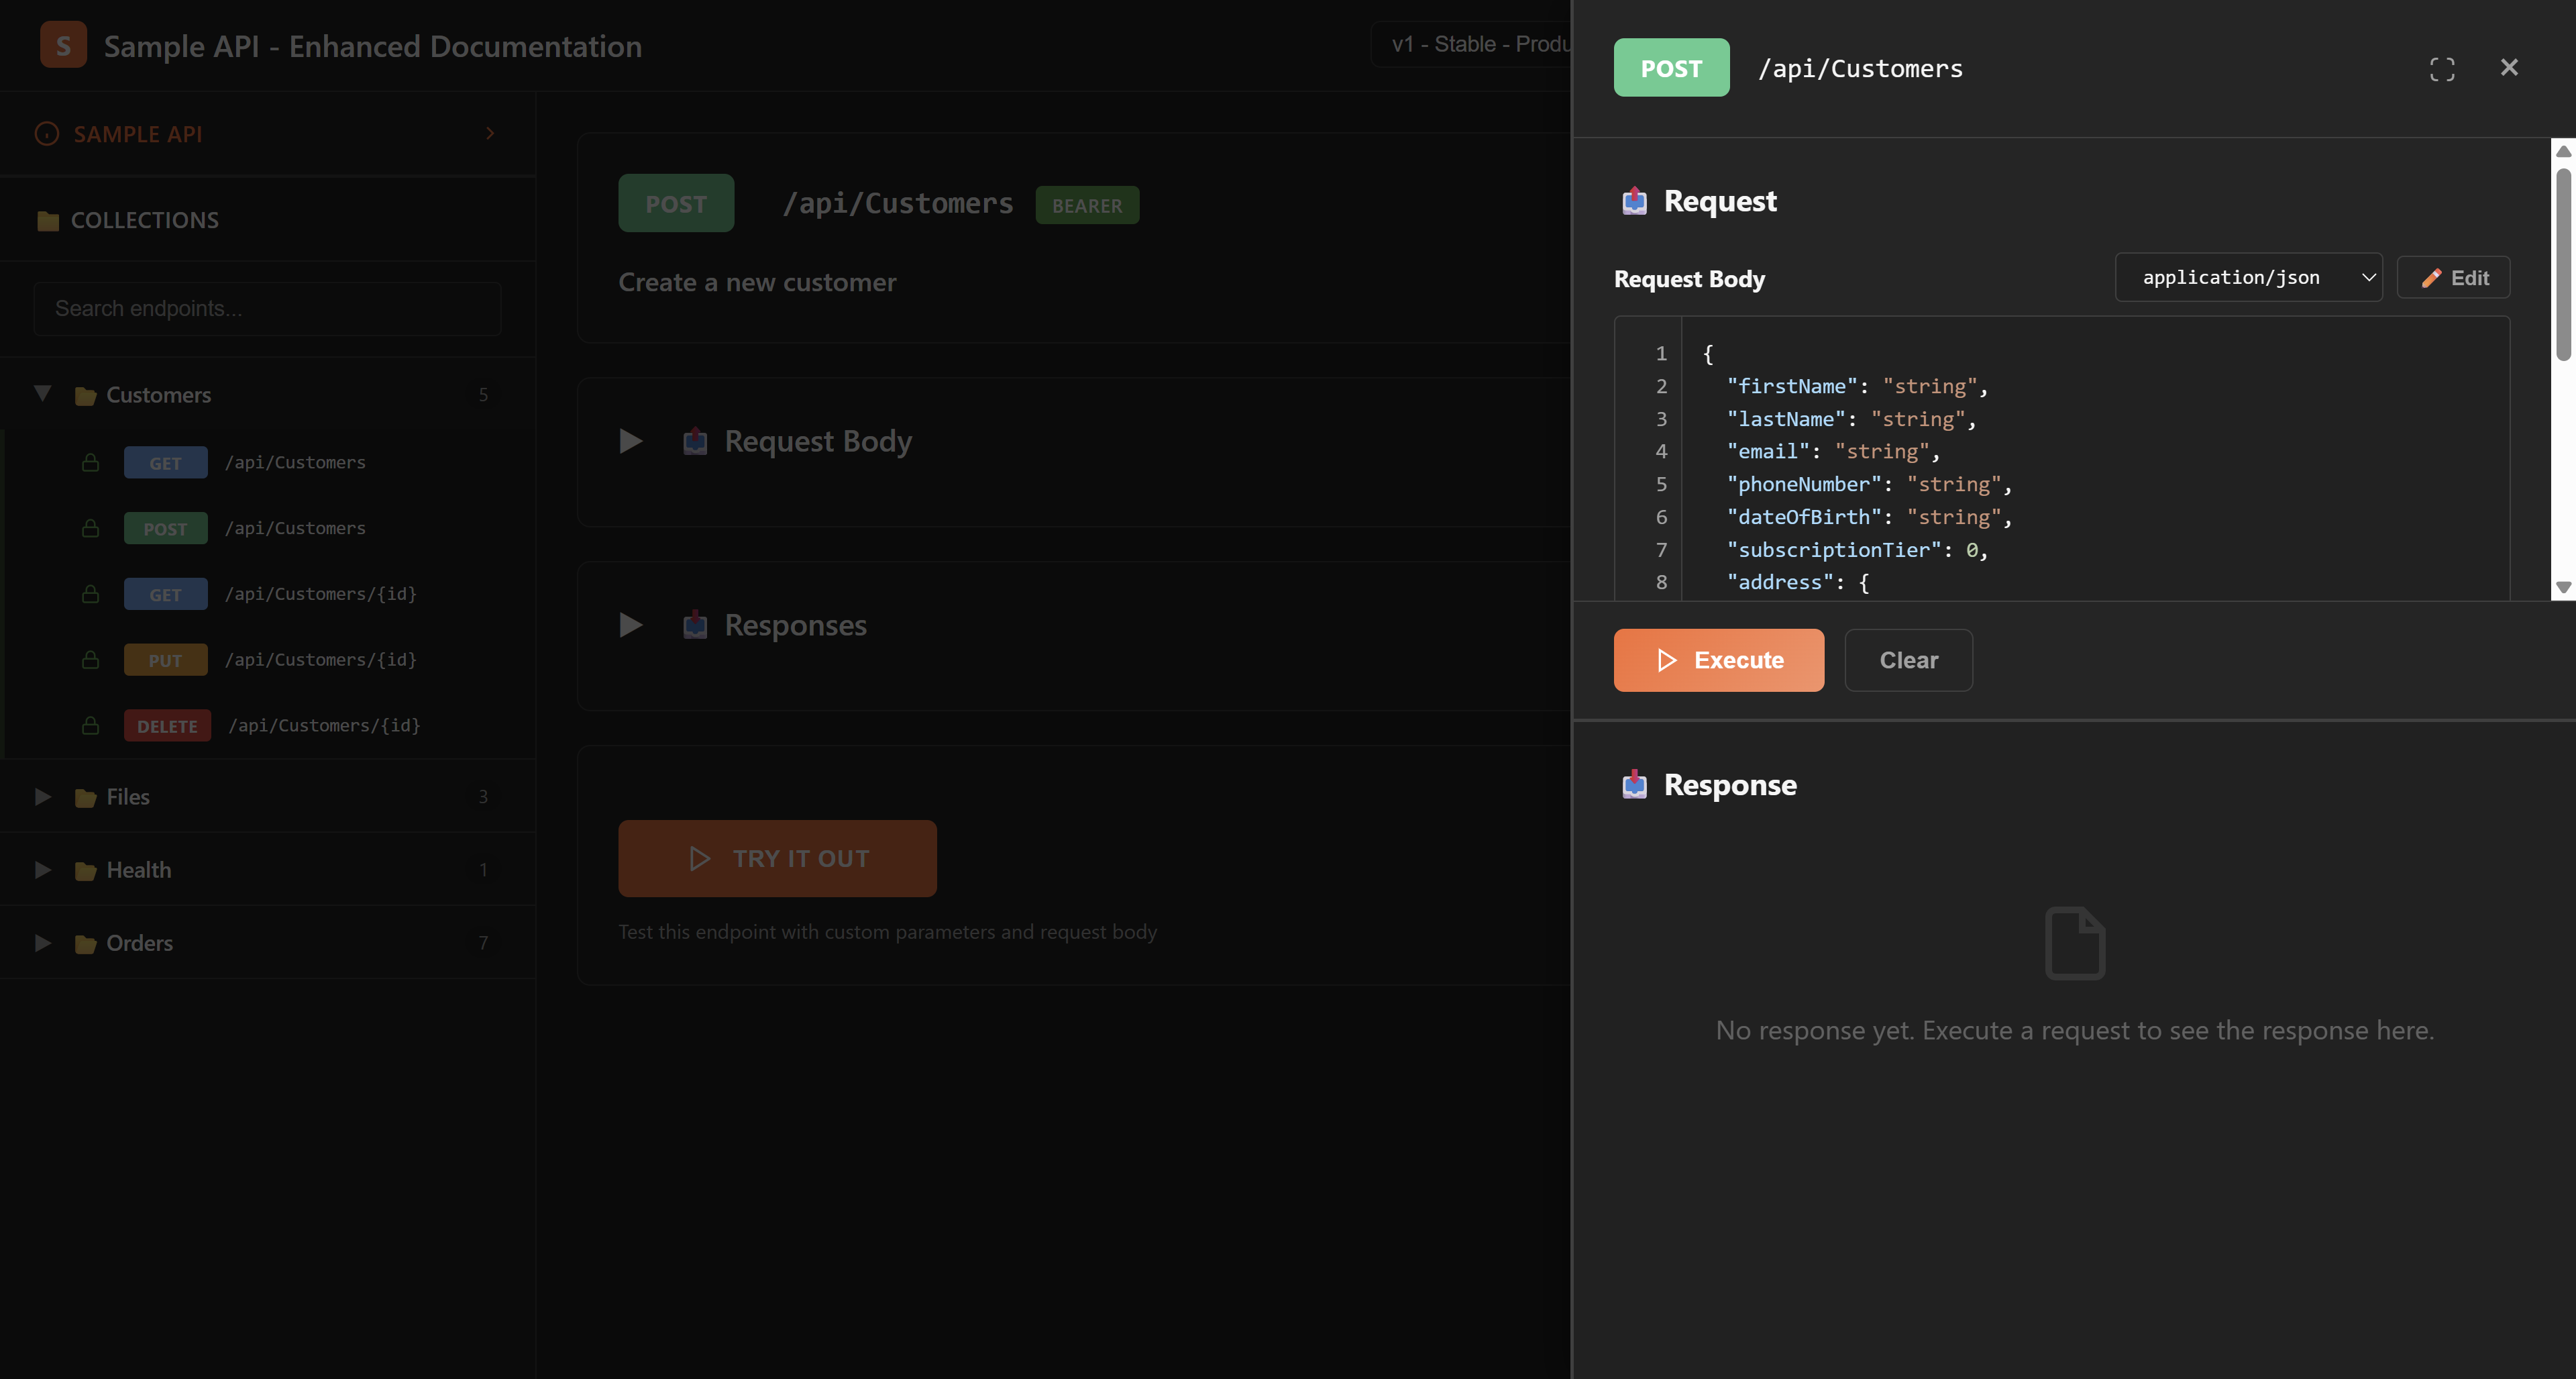 S Sample API - Enhanced Documentation
v1 - Stable - Produ
SAMPLE API
COLLECTIONS
Search endpoints...
Customers 5
GET /api/Customers
POST /api/Customers
GET /api/Customers/{id}
PUT /api/Customers/{id}
DELETE /api/Customers/{id}
Files 3
Health 1
Orders 7
POST /api/Customers BEARER
Create a new customer
Request Body
Responses
TRY IT OUT
Test this endpoint with custom parameters and request body
POST /api/Customers
Request
Request Body application/json Edit
1 {
2 "firstName": "string",
3 "lastName": "string",
4 "email": "string",
5 "phoneNumber": "string",
6 "dateOfBirth": "string",
7 "subscriptionTier": 0,
8 "address": {
Execute Clear
Response
No response yet. Execute a request to see the response here.